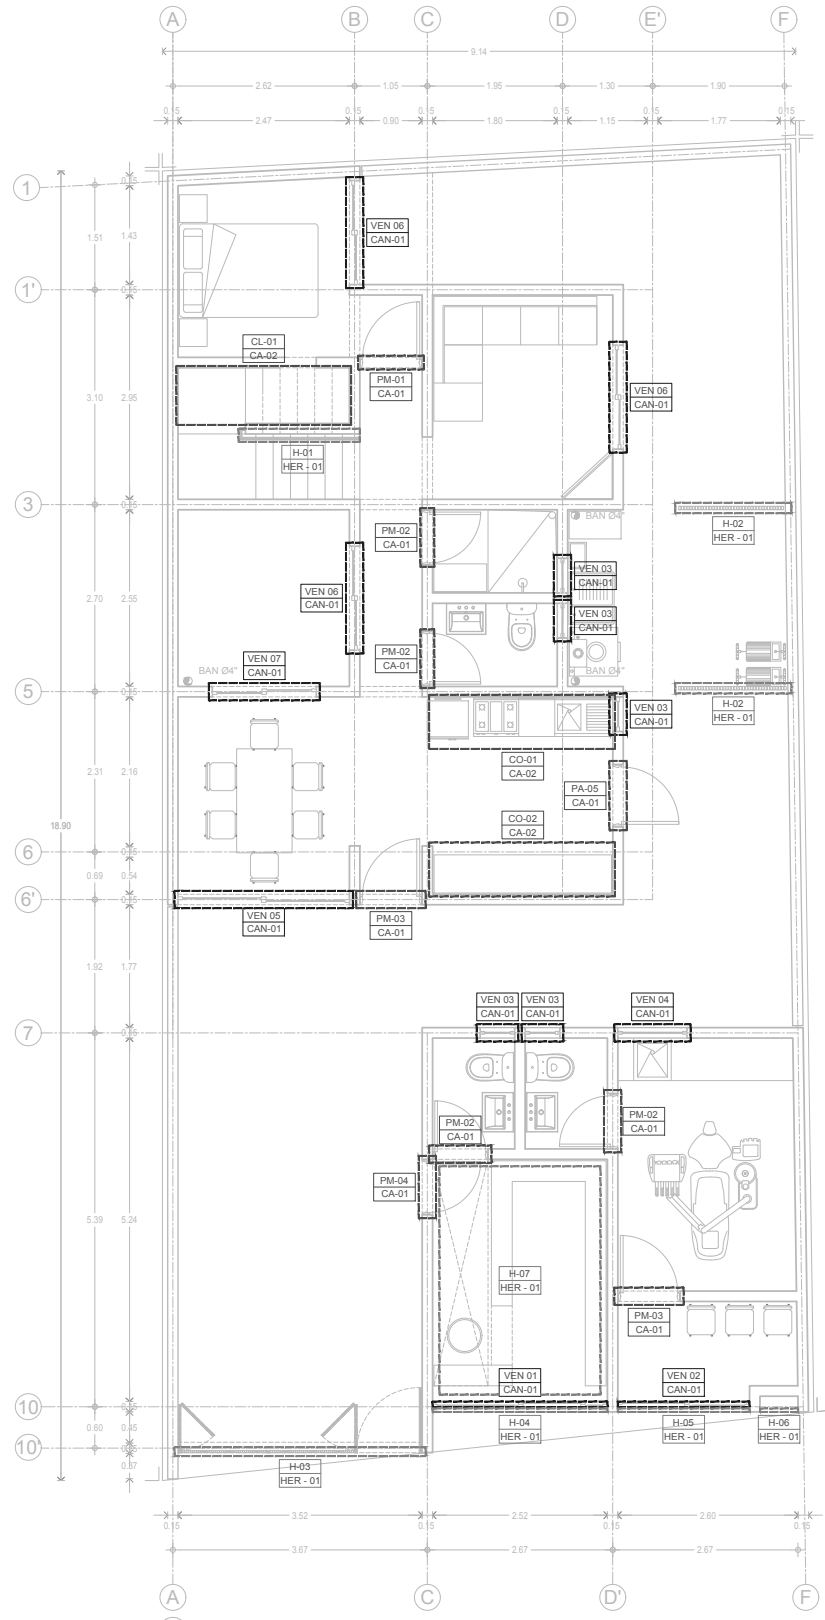 A B C D E' F
9.14
2.62 1.05 1.95 1.30 1.90
0.15 0.15 0.15 0.15 0.15 0.15
2.47 0.90 1.80 1.15 1.77
1
0.15
1.51 1.43
VEN 06
CAN-01
1'
0.15
CL-01
CA-02
PM-01
CA-01
VEN 06
CAN-01
3.10 2.95
H-01
HER - 01
3
0.15
BAN Ø4"
H-02
HER - 01
PM-02
CA-01
VEN 03
CAN-01
2.70 2.55
VEN 06
CAN-01
VEN 03
CAN-01
PM-02
CA-01
VEN 07
CAN-01
BAN Ø4"
BAN Ø4"
5
0.15
H-02
HER - 01
VEN 03
CAN-01
CO-01
CA-02
2.31 2.16
PA-05
CA-01
18.90
CO-02
CA-02
6
0.15
0.69 0.54
6'
0.15
VEN 05
CAN-01
PM-03
CA-01
1.92 1.77
VEN 03
CAN-01
VEN 03
CAN-01
VEN 04
CAN-01
7
0.15
PM-02
CA-01
PM-02
CA-01
PM-04
CA-01
5.39 5.24
H-07
HER - 01
PM-03
CA-01
VEN 01
CAN-01
VEN 02
CAN-01
10
0.15
0.60 0.45
H-04
HER - 01
H-05
HER - 01
H-06
HER - 01
10'
0.15
0.37
H-03
HER - 01
3.52 2.52 2.60
0.15 0.15 0.15 0.15
3.67 2.67 2.67
A C D' F